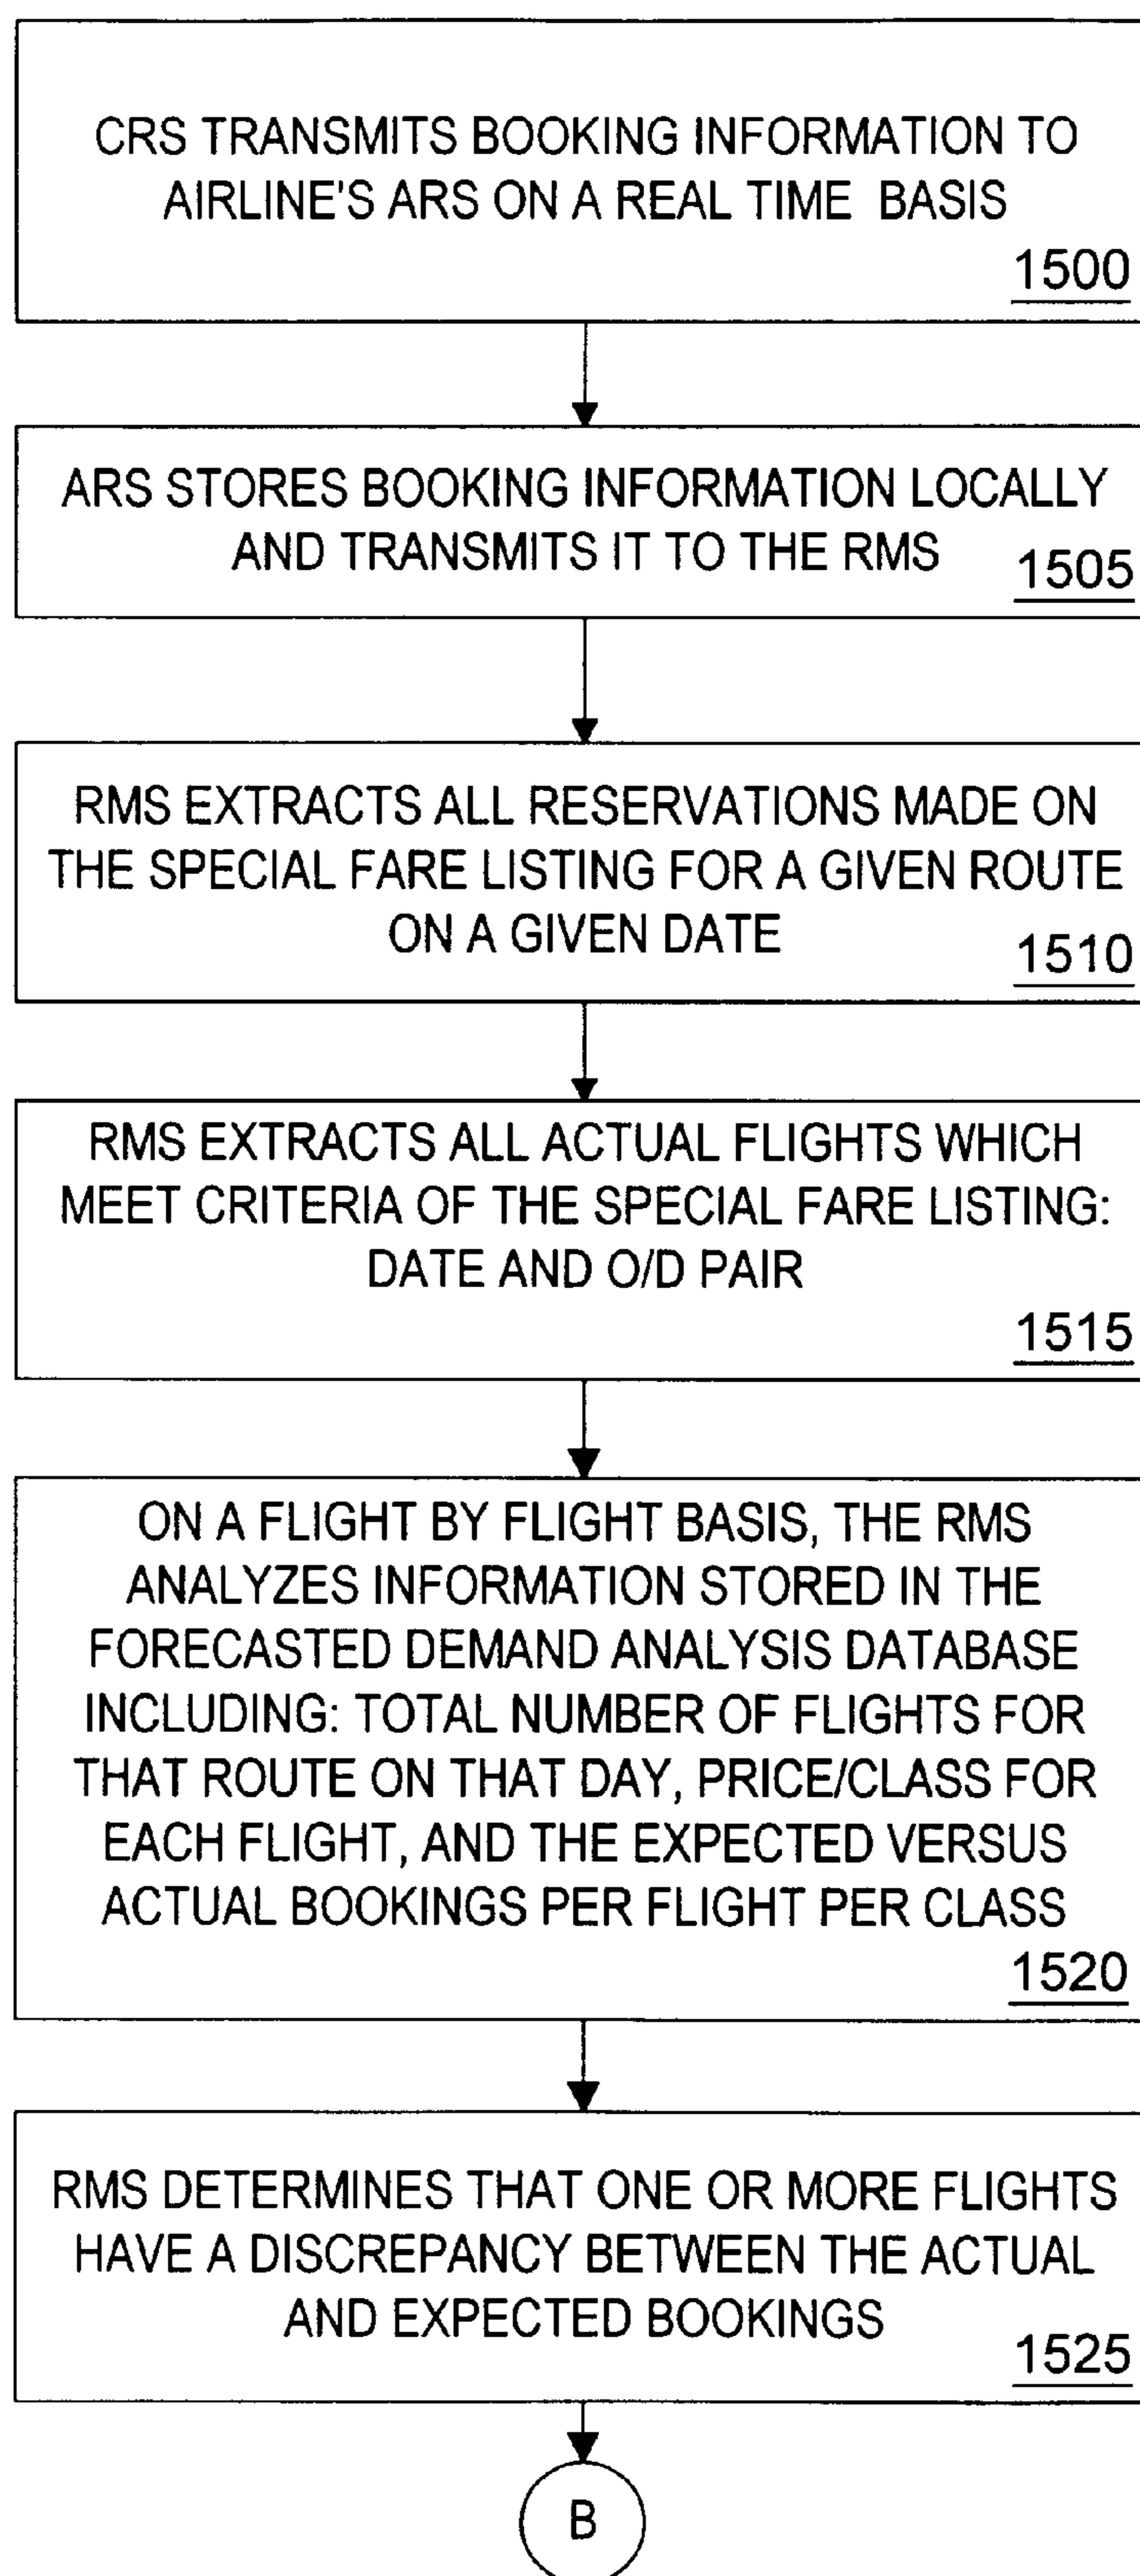 CRS TRANSMITS BOOKING INFORMATION TO
AIRLINE'S ARS ON A REAL TIME BASIS
1500
ARS STORES BOOKING INFORMATION LOCALLY
AND TRANSMITS IT TO THE RMS
1505
RMS EXTRACTS ALL RESERVATIONS MADE ON
THE SPECIAL FARE LISTING FOR A GIVEN ROUTE
ON A GIVEN DATE
1510
RMS EXTRACTS ALL ACTUAL FLIGHTS WHICH
MEET CRITERIA OF THE SPECIAL FARE LISTING:
DATE AND O/D PAIR
1515
ON A FLIGHT BY FLIGHT BASIS, THE RMS
ANALYZES INFORMATION STORED IN THE
FORECASTED DEMAND ANALYSIS DATABASE
INCLUDING: TOTAL NUMBER OF FLIGHTS FOR
THAT ROUTE ON THAT DAY, PRICE/CLASS FOR
EACH FLIGHT, AND THE EXPECTED VERSUS
ACTUAL BOOKINGS PER FLIGHT PER CLASS
1520
RMS DETERMINES THAT ONE OR MORE FLIGHTS
HAVE A DISCREPANCY BETWEEN THE ACTUAL
AND EXPECTED BOOKINGS
1525
B